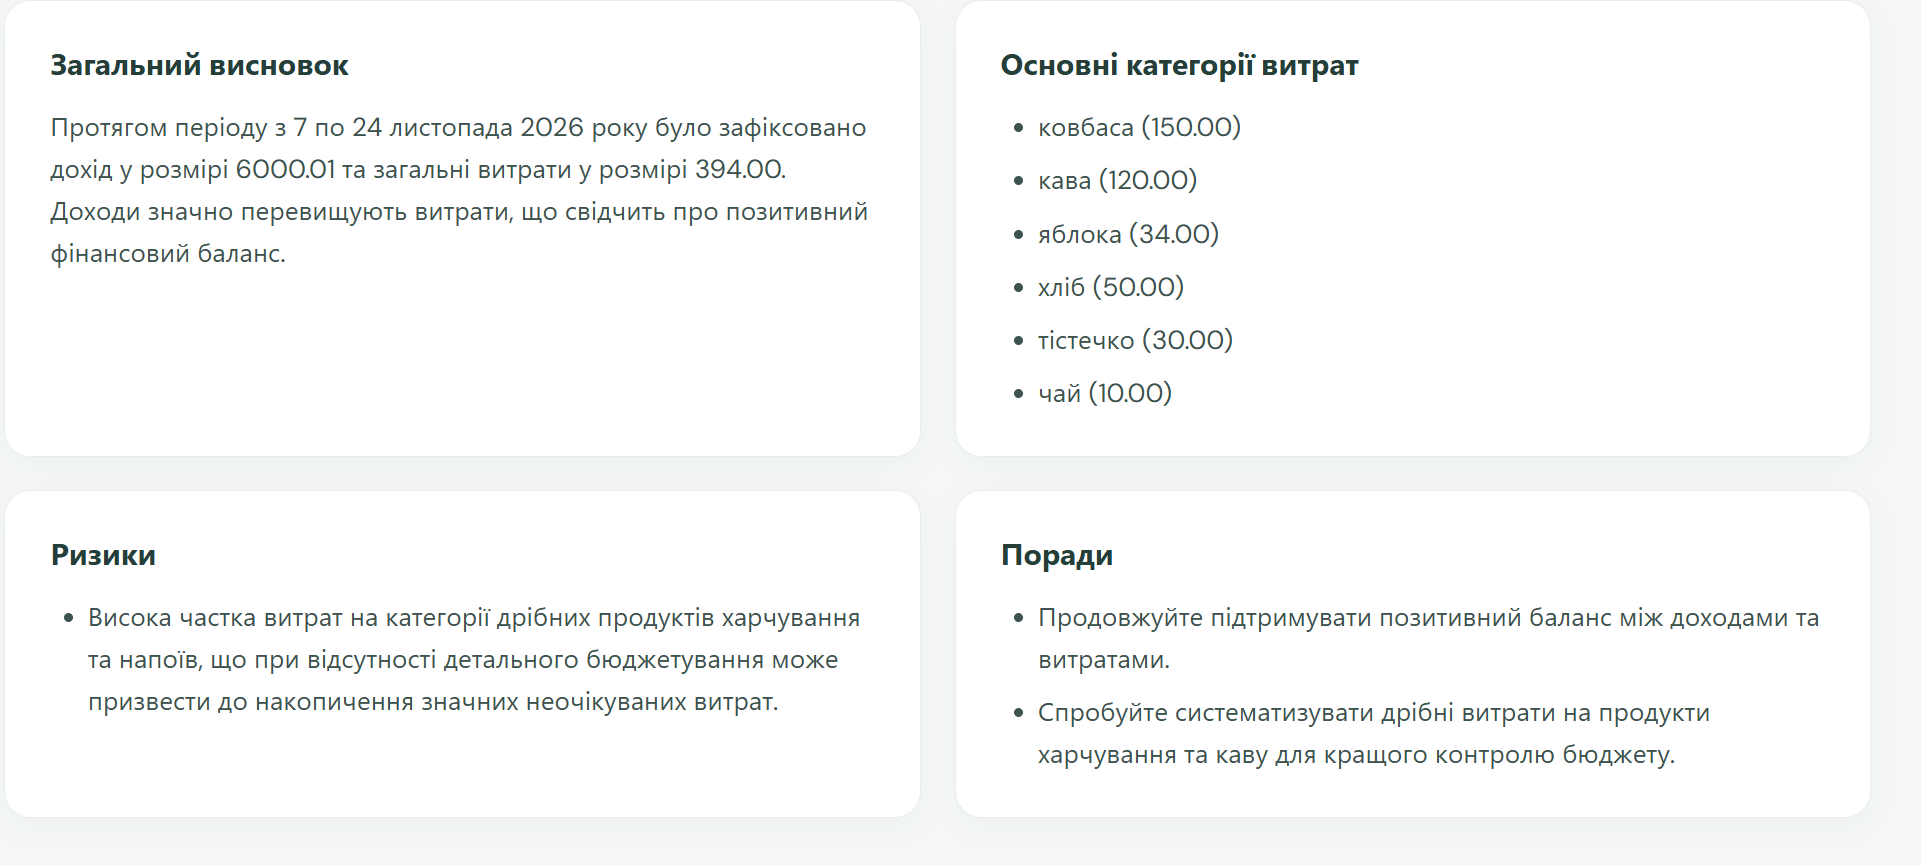 Загальний висновок
Протягом періоду з 7 по 24 листопада 2026 року було зафіксовано
дохід у розмірі 6000.01 та загальні витрати у розмірі 394.00.
Доходи значно перевищують витрати, що свідчить про позитивний
фінансовий баланс.
Основні категорії витрат
• ковбаса (150.00)
• кава (120.00)
• яблока (34.00)
• хліб (50.00)
• тістечко (30.00)
• чай (10.00)
Ризики
• Висока частка витрат на категорії дрібних продуктів харчування
та напоїв, що при відсутності детального бюджетування може
призвести до накопичення значних неочікуваних витрат.
Поради
• Продовжуйте підтримувати позитивний баланс між доходами та
витратами.
• Спробуйте систематизувати дрібні витрати на продукти
харчування та каву для кращого контролю бюджету.